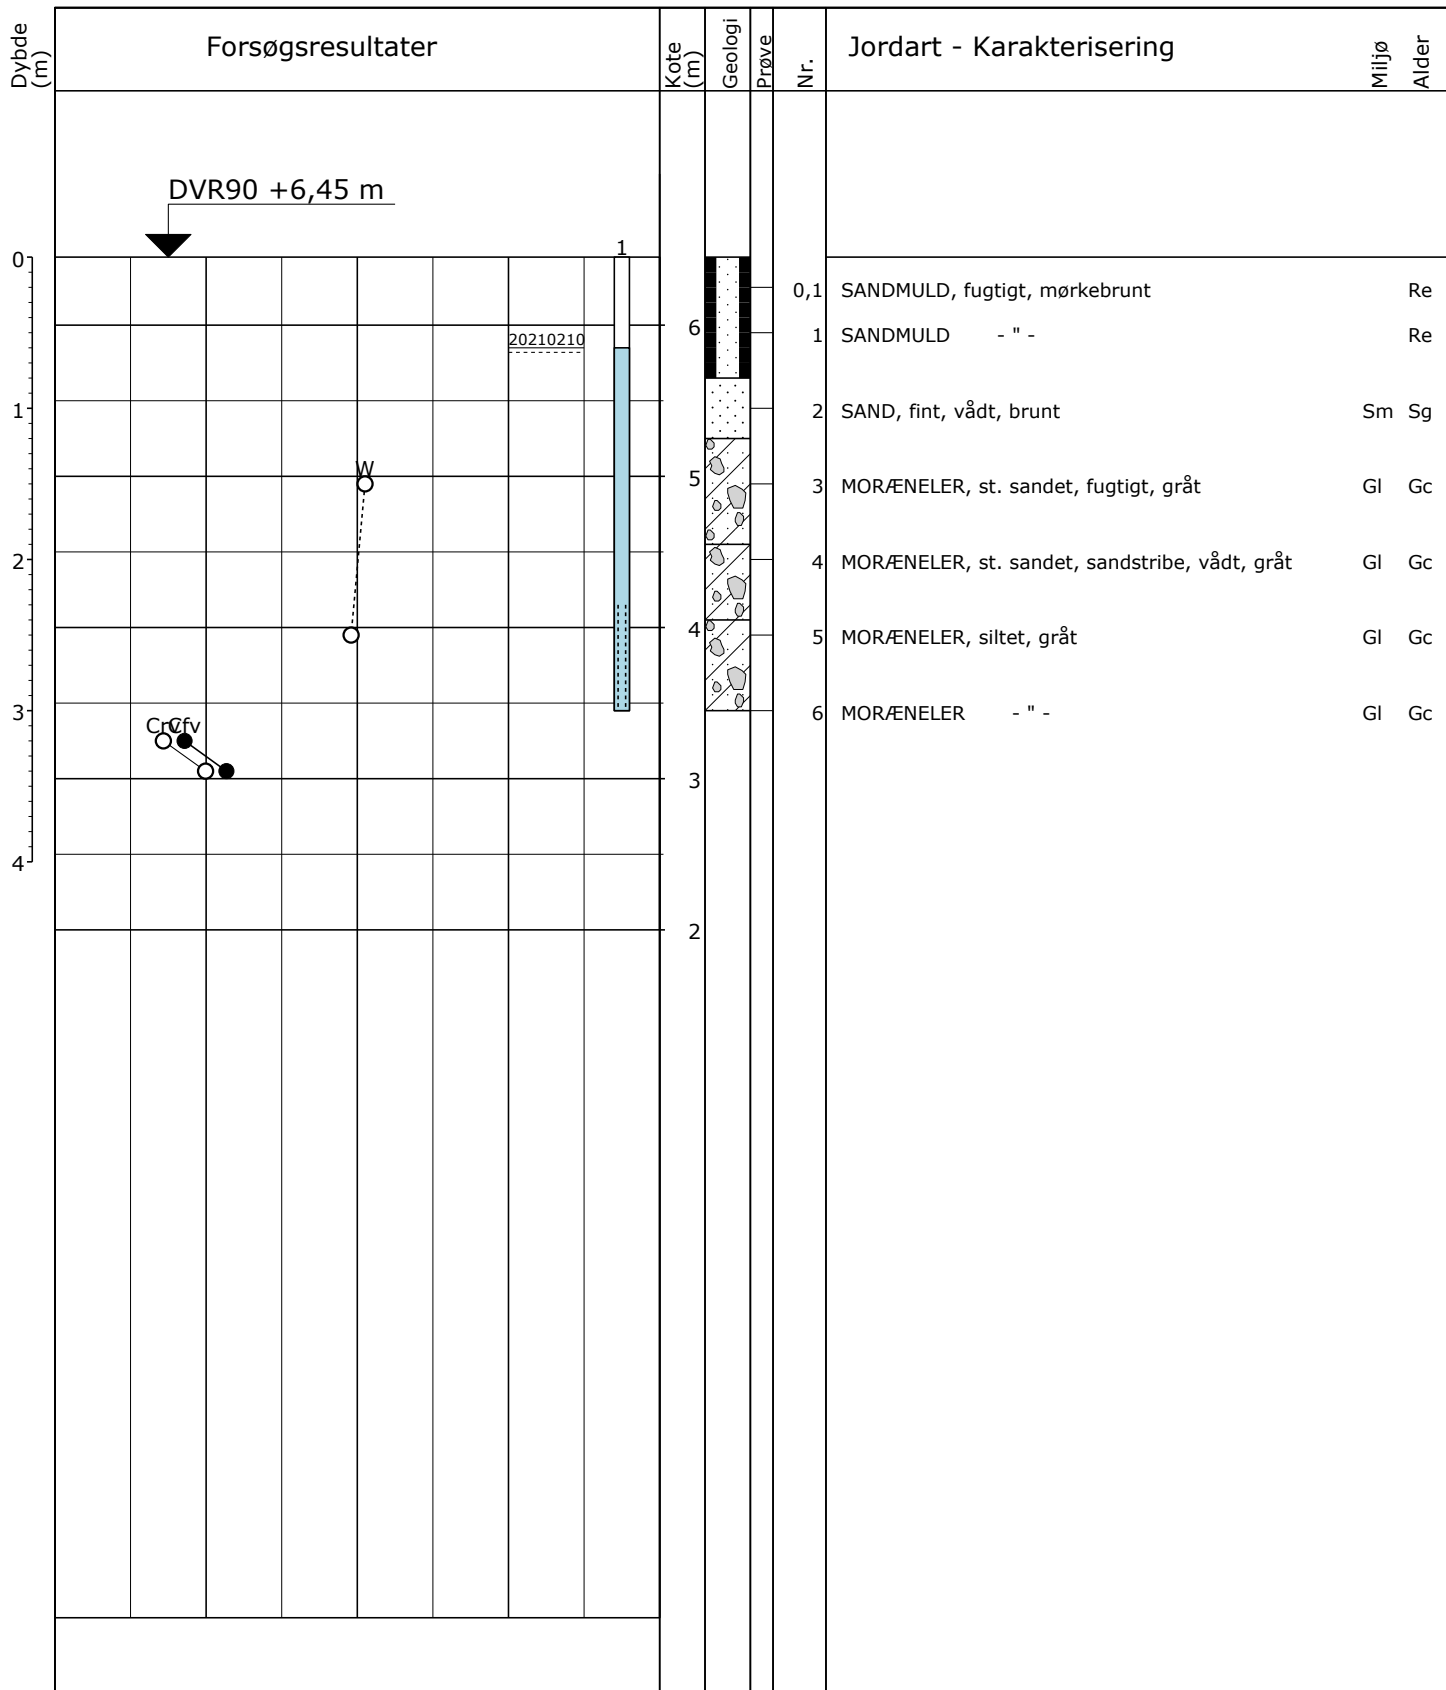 Dybde (m)
Forsøgsresultater
Kote (m)
Geologi
Prøve
Nr.
Jordart - Karakterisering
Miljø
Alder
DVR90 +6,45 m
0
1
0,1 SANDMULD, fugtigt, mørkebrunt Re
6
20210210
1 SANDMULD - " - Re
1
2 SAND, fint, vådt, brunt Sm Sg
W
5
3 MORÆNELER, st. sandet, fugtigt, gråt Gl Gc
2
4 MORÆNELER, st. sandet, sandstribe, vådt, gråt Gl Gc
4
5 MORÆNELER, siltet, gråt Gl Gc
3
6 MORÆNELER - " - Gl Gc
Crv
Cfv
3
4
2